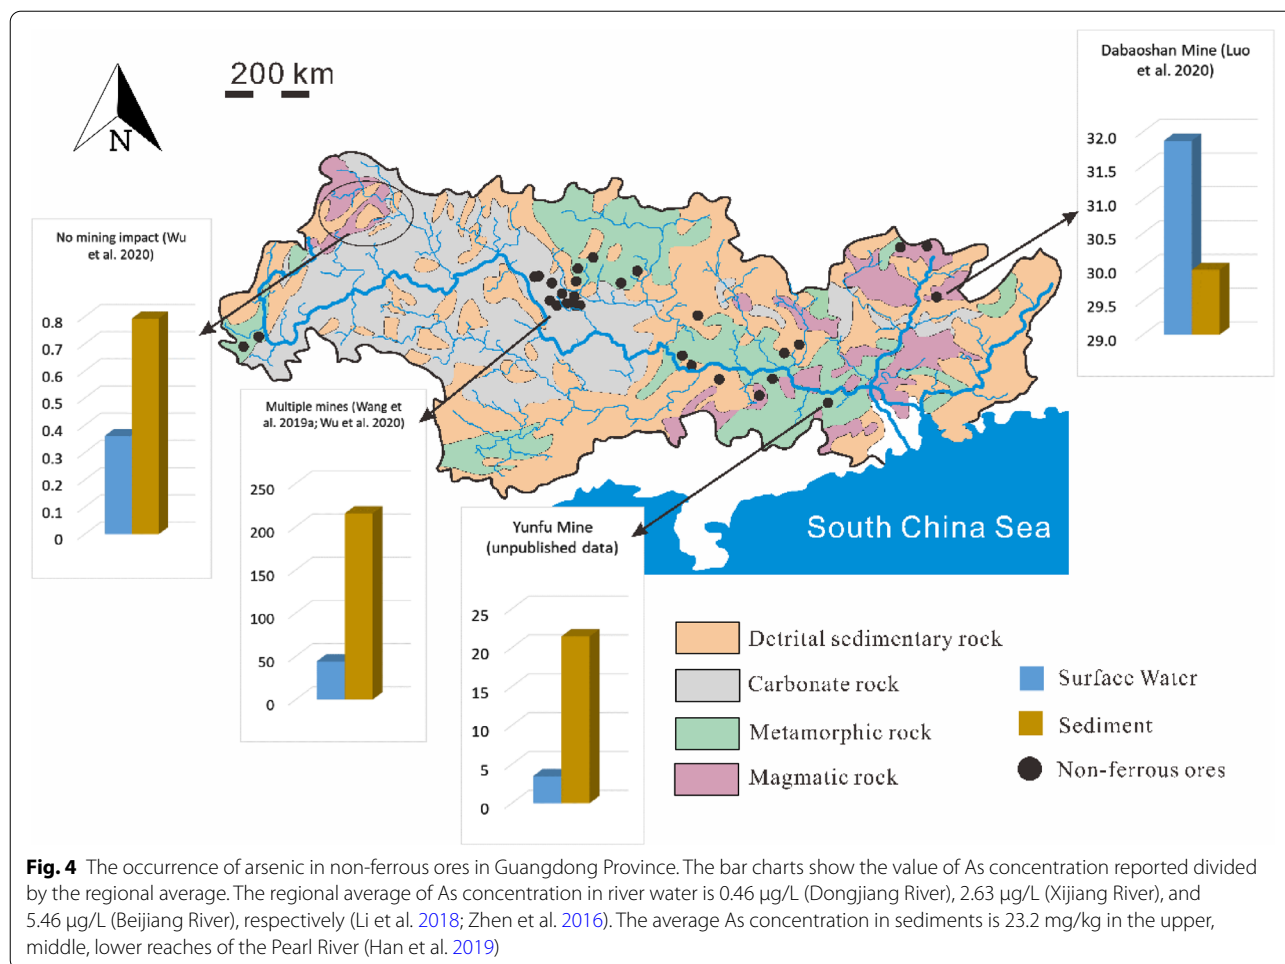 200 km
N
Dabaoshan Mine (Luo
et al. 2020)
32.0
31.5
31.0
30.5
30.0
29.5
29.0
No mining impact (Wu
et al. 2020)
0.8
0.7
0.6
0.5
0.4
0.3
0.2
0.1
0
Multiple mines (Wang et
al. 2019a; Wu et al. 2020)
250
200
150
100
50
0
Yunfu Mine
(unpublished data)
25
20
15
10
5
0
South China Sea
Detrital sedimentary rock
Carbonate rock
Metamorphic rock
Magmatic rock
Surface Water
Sediment
Non-ferrous ores
Fig. 4 The occurrence of arsenic in non-ferrous ores in Guangdong Province. The bar charts show the value of As concentration reported divided
by the regional average. The regional average of As concentration in river water is 0.46 µg/L (Dongjiang River), 2.63 µg/L (Xijiang River), and
5.46 µg/L (Beijiang River), respectively (Li et al. 2018; Zhen et al. 2016). The average As concentration in sediments is 23.2 mg/kg in the upper,
middle, lower reaches of the Pearl River (Han et al. 2019)